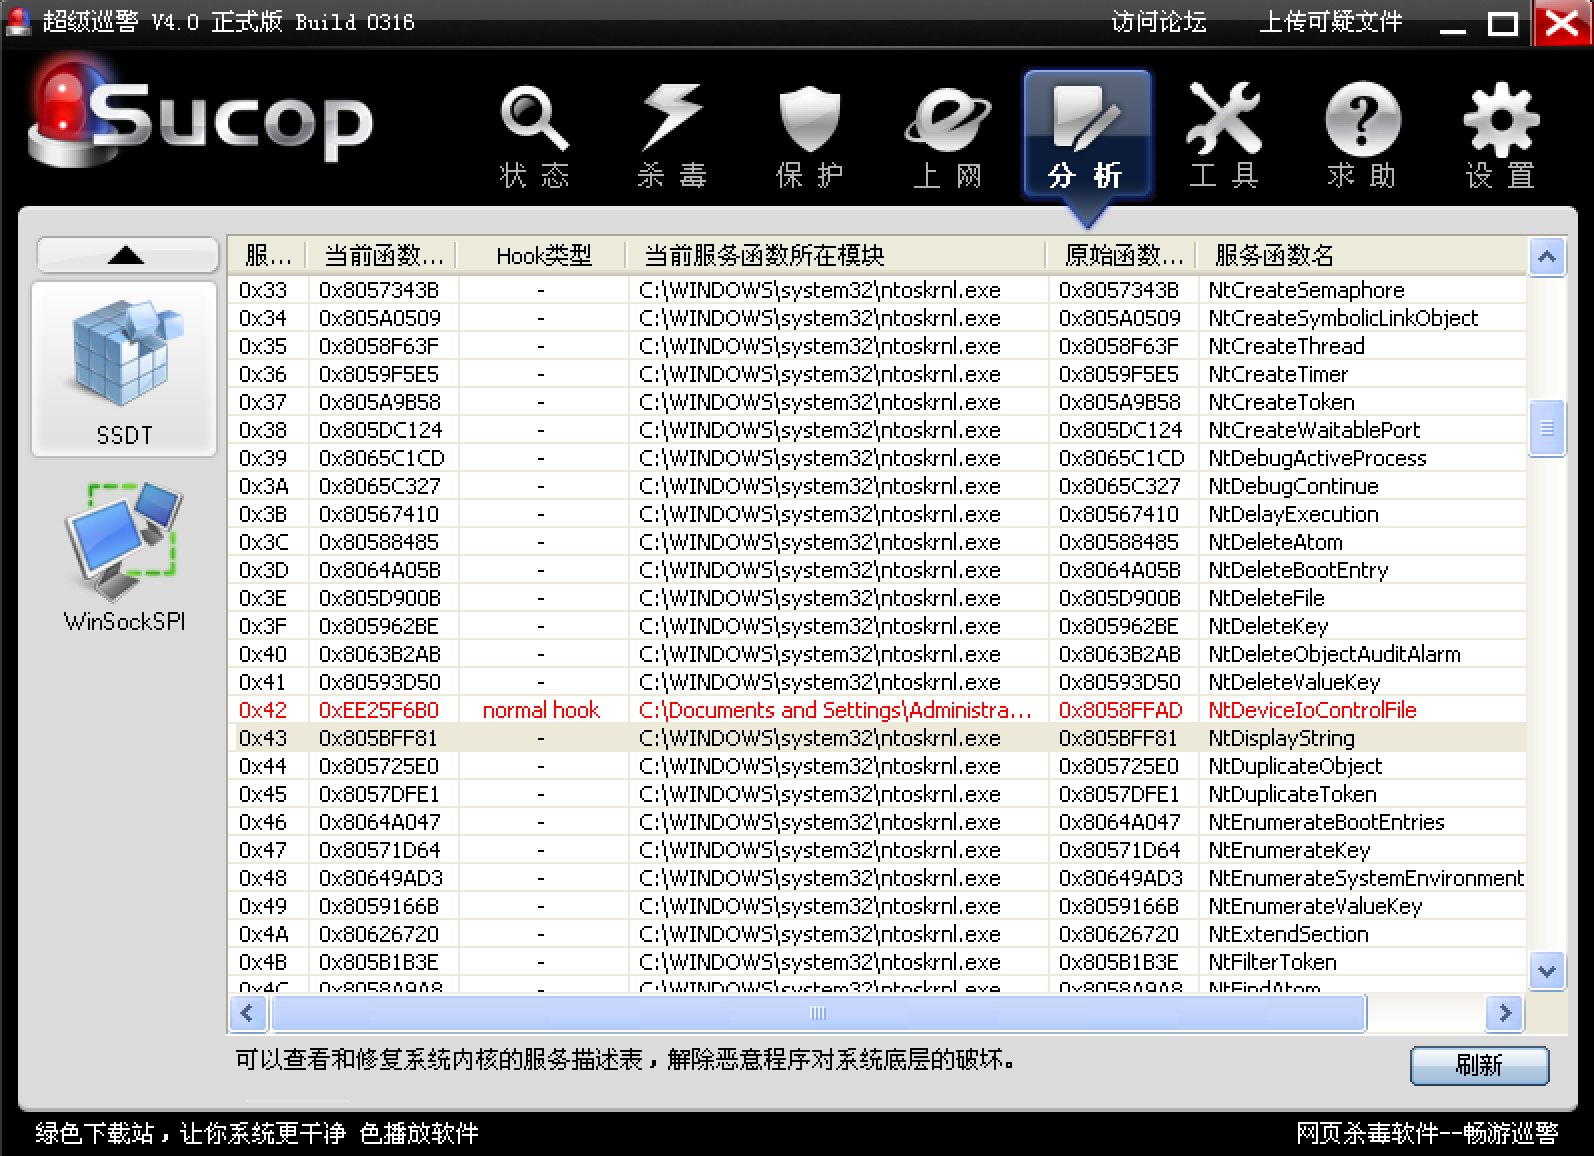 超级巡警 V4.0 正式版 Build 0316 访问论坛 上传可疑文件
Sucop
状态 杀毒 保护 上网 分析 工具 求助 设置
服... 当前函数... Hook类型 当前服务函数所在模块 原始函数... 服务函数名
0x33 0x8057343B - C:\WINDOWS\system32\ntoskrnl.exe 0x8057343B NtCreateSemaphore
0x34 0x805A0509 - C:\WINDOWS\system32\ntoskrnl.exe 0x805A0509 NtCreateSymbolicLinkObject
0x35 0x8058F63F - C:\WINDOWS\system32\ntoskrnl.exe 0x8058F63F NtCreateThread
0x36 0x8059F5E5 - C:\WINDOWS\system32\ntoskrnl.exe 0x8059F5E5 NtCreateTimer
0x37 0x805A9B58 - C:\WINDOWS\system32\ntoskrnl.exe 0x805A9B58 NtCreateToken
0x38 0x805DC124 - C:\WINDOWS\system32\ntoskrnl.exe 0x805DC124 NtCreateWaitablePort
0x39 0x8065C1CD - C:\WINDOWS\system32\ntoskrnl.exe 0x8065C1CD NtDebugActiveProcess
0x3A 0x8065C327 - C:\WINDOWS\system32\ntoskrnl.exe 0x8065C327 NtDebugContinue
0x3B 0x80567410 - C:\WINDOWS\system32\ntoskrnl.exe 0x80567410 NtDelayExecution
0x3C 0x80588485 - C:\WINDOWS\system32\ntoskrnl.exe 0x80588485 NtDeleteAtom
0x3D 0x8064A05B - C:\WINDOWS\system32\ntoskrnl.exe 0x8064A05B NtDeleteBootEntry
0x3E 0x805D900B - C:\WINDOWS\system32\ntoskrnl.exe 0x805D900B NtDeleteFile
0x3F 0x805962BE - C:\WINDOWS\system32\ntoskrnl.exe 0x805962BE NtDeleteKey
0x40 0x8063B2AB - C:\WINDOWS\system32\ntoskrnl.exe 0x8063B2AB NtDeleteObjectAuditAlarm
0x41 0x80593D50 - C:\WINDOWS\system32\ntoskrnl.exe 0x80593D50 NtDeleteValueKey
0x42 0xEE25F6B0 normal hook C:\Documents and Settings\Administra... 0x8058FFAD NtDeviceIoControlFile
0x43 0x805BFF81 - C:\WINDOWS\system32\ntoskrnl.exe 0x805BFF81 NtDisplayString
0x44 0x805725E0 - C:\WINDOWS\system32\ntoskrnl.exe 0x805725E0 NtDuplicateObject
0x45 0x8057DFE1 - C:\WINDOWS\system32\ntoskrnl.exe 0x8057DFE1 NtDuplicateToken
0x46 0x8064A047 - C:\WINDOWS\system32\ntoskrnl.exe 0x8064A047 NtEnumerateBootEntries
0x47 0x80571D64 - C:\WINDOWS\system32\ntoskrnl.exe 0x80571D64 NtEnumerateKey
0x48 0x80649AD3 - C:\WINDOWS\system32\ntoskrnl.exe 0x80649AD3 NtEnumerateSystemEnvironment
0x49 0x8059166B - C:\WINDOWS\system32\ntoskrnl.exe 0x8059166B NtEnumerateValueKey
0x4A 0x80626720 - C:\WINDOWS\system32\ntoskrnl.exe 0x80626720 NtExtendSection
0x4B 0x805B1B3E - C:\WINDOWS\system32\ntoskrnl.exe 0x805B1B3E NtFilterToken
0x4C 0x8058A9A8 - C:\WINDOWS\system32\ntoskrnl.exe 0x8058A9A8 NtFindAtom
SSDT
WinSockSPI
可以查看和修复系统内核的服务描述表，解除恶意程序对系统底层的破坏。
刷新
绿色下载站，让你系统更干净 色播放软件 网页杀毒软件--畅游巡警